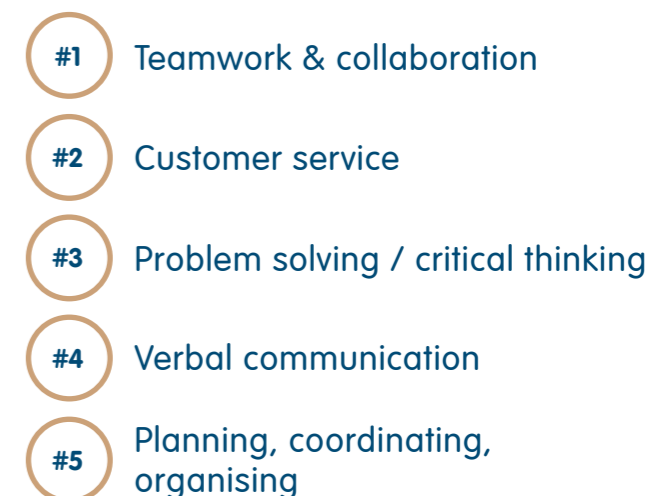 #1 Teamwork & collaboration
#2 Customer service
#3 Problem solving / critical thinking
#4 Verbal communication
#5 Planning, coordinating,
organising